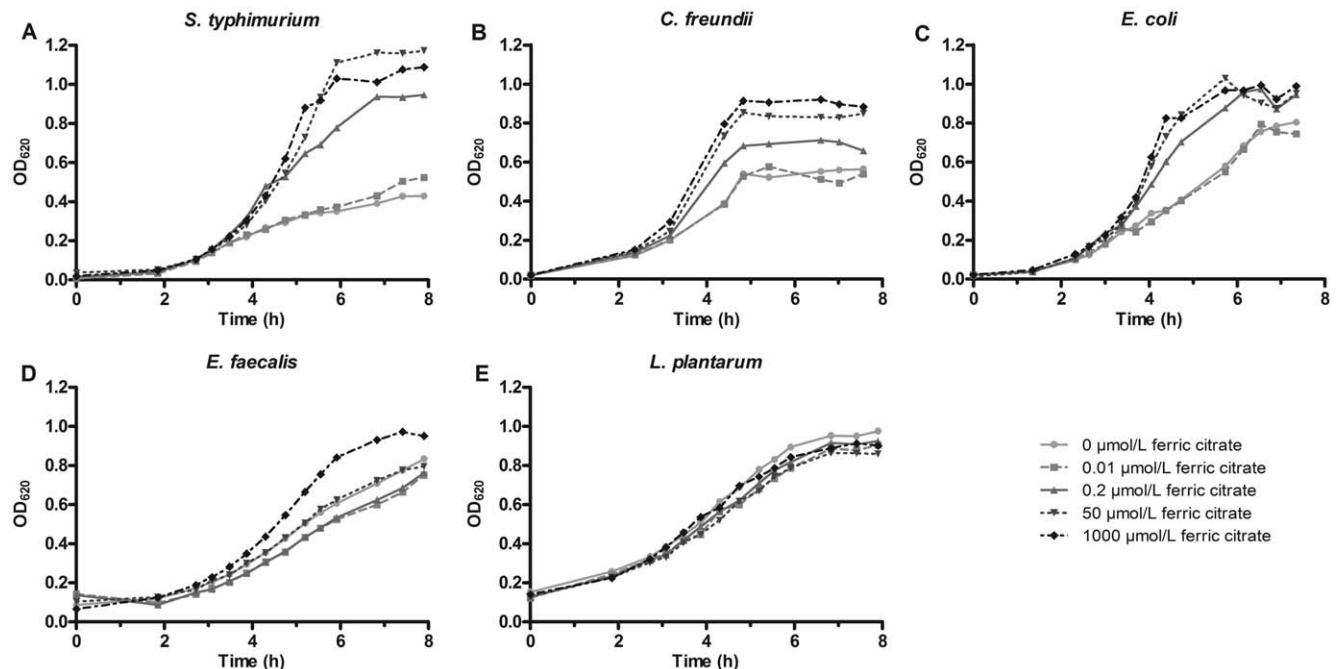 A S. typhimurium
OD620
1.2
1.0
0.8
0.6
0.4
0.2
0.0
0 2 4 6 8
Time (h)
B C. freundii
OD620
1.2
1.0
0.8
0.6
0.4
0.2
0.0
0 2 4 6 8
Time (h)
C E. coli
OD620
1.2
1.0
0.8
0.6
0.4
0.2
0.0
0 2 4 6 8
Time (h)
D E. faecalis
OD620
1.2
1.0
0.8
0.6
0.4
0.2
0.0
0 2 4 6 8
Time (h)
E L. plantarum
OD620
1.2
1.0
0.8
0.6
0.4
0.2
0.0
0 2 4 6 8
Time (h)
0 µmol/L ferric citrate
0.01 µmol/L ferric citrate
0.2 µmol/L ferric citrate
50 µmol/L ferric citrate
1000 µmol/L ferric citrate